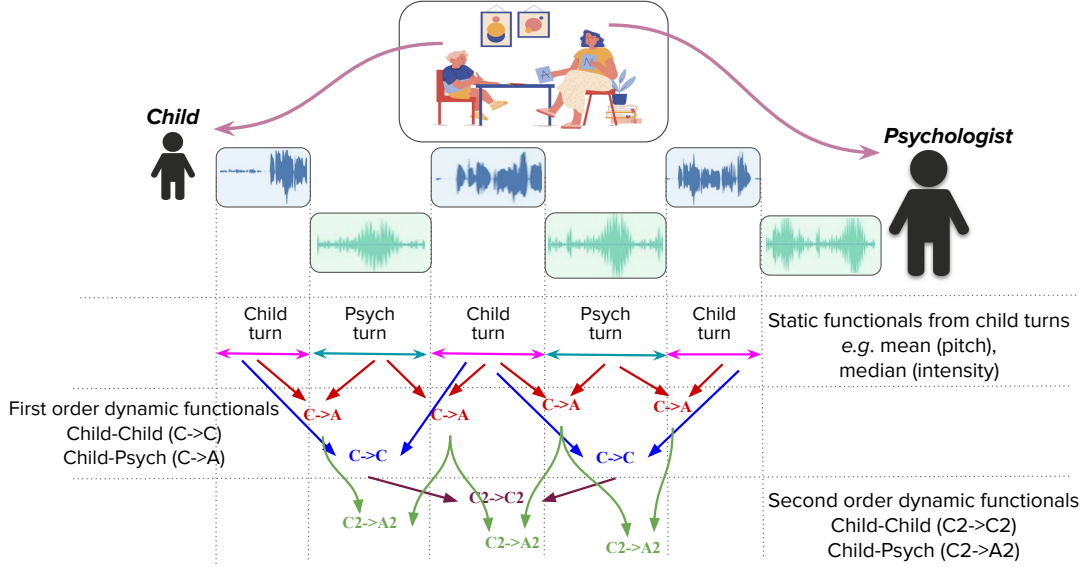 A
N
Child
Psychologist
Child
turn
Psych
turn
Child
turn
Psych
turn
Child
turn
Static functionals from child turns
e.g. mean (pitch),
median (intensity)
First order dynamic functionals
Child-Child (C->C)
Child-Psych (C->A)
C->A
C->A
C->A
C->A
C->C
C->C
C2->C2
C2->A2
C2->A2
C2->A2
Second order dynamic functionals
Child-Child (C2->C2)
Child-Psych (C2->A2)